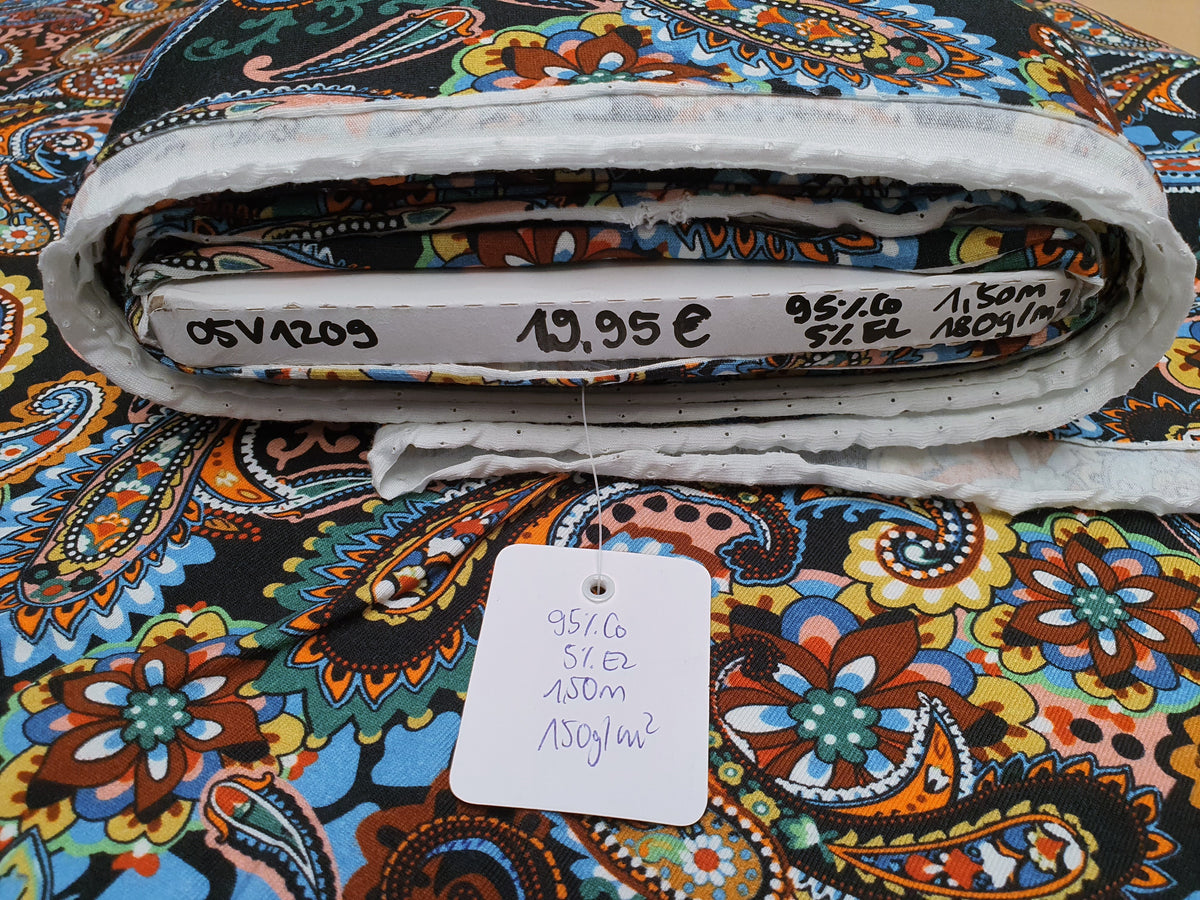 05V1209 19,95 € 95% Co 1,50m
5% EL 180g/m²
95% Co
5% EL
1,50m
150g/m²